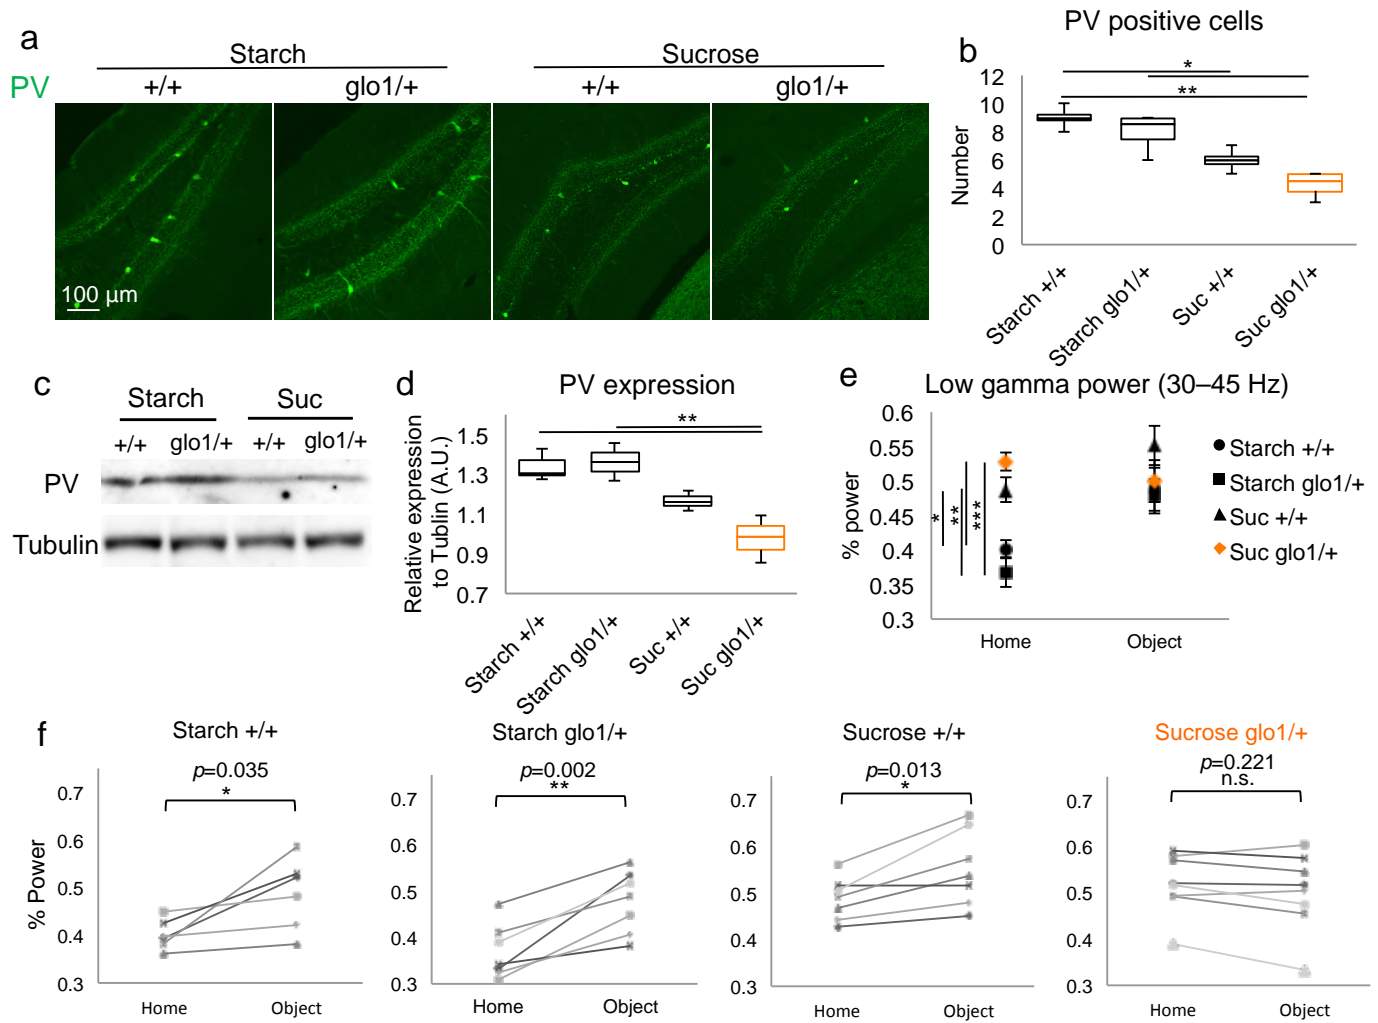 a
Starch
Sucrose
PV
+/+
glo1/+
+/+
glo1/+
100 µm
b
PV positive cells
*
**
Number
12
10
8
6
4
2
0
Starch +/+
Starch glo1/+
Suc +/+
Suc glo1/+
c
Starch
Suc
+/+
glo1/+
+/+
glo1/+
PV
Tubulin
d
PV expression
**
Relative expression
to Tublin (A.U.)
1.5
1.3
1.1
0.9
0.7
Starch +/+
Starch glo1/+
Suc +/+
Suc glo1/+
e
Low gamma power (30–45 Hz)
% power
0.6
0.55
0.5
0.45
0.4
0.35
0.3
*
**
***
Home
Object
Starch +/+
Starch glo1/+
Suc +/+
Suc glo1/+
f
Starch +/+
p=0.035
*
% Power
0.7
0.6
0.5
0.4
0.3
Home
Object
Starch glo1/+
p=0.002
**
0.7
0.6
0.5
0.4
0.3
Home
Object
Sucrose +/+
p=0.013
*
0.7
0.6
0.5
0.4
0.3
Home
Object
Sucrose glo1/+
p=0.221
n.s.
0.7
0.6
0.5
0.4
0.3
Home
Object